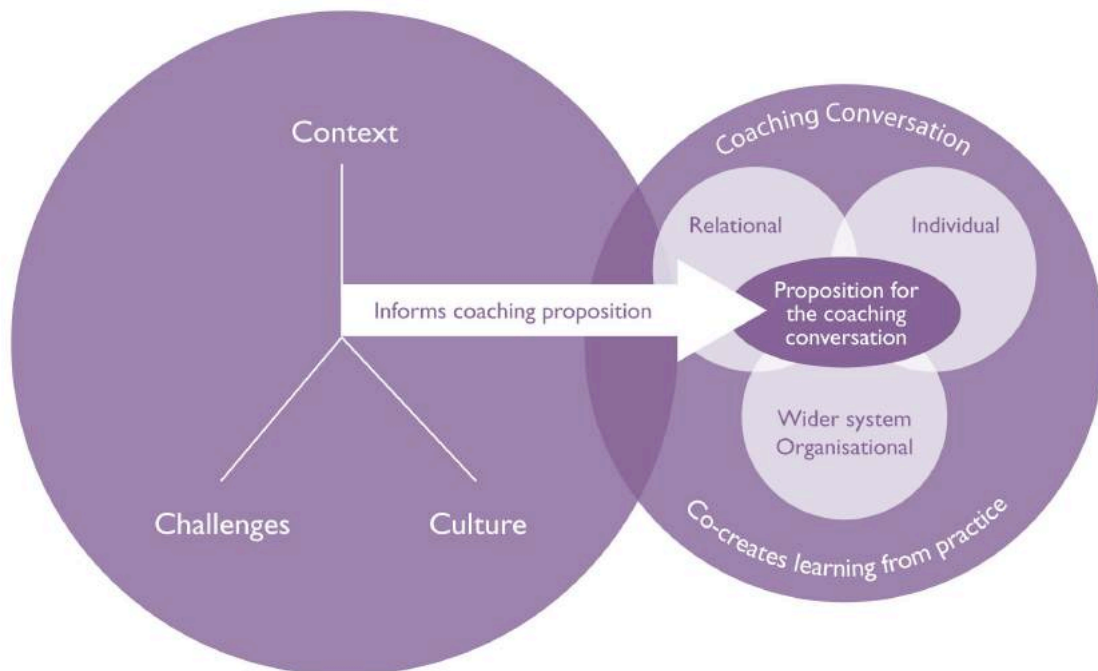 Context
Challenges
Culture
Informs coaching proposition
Coaching Conversation
Relational
Individual
Proposition for
the coaching
conversation
Wider system
Organisational
Co-creates learning from practice